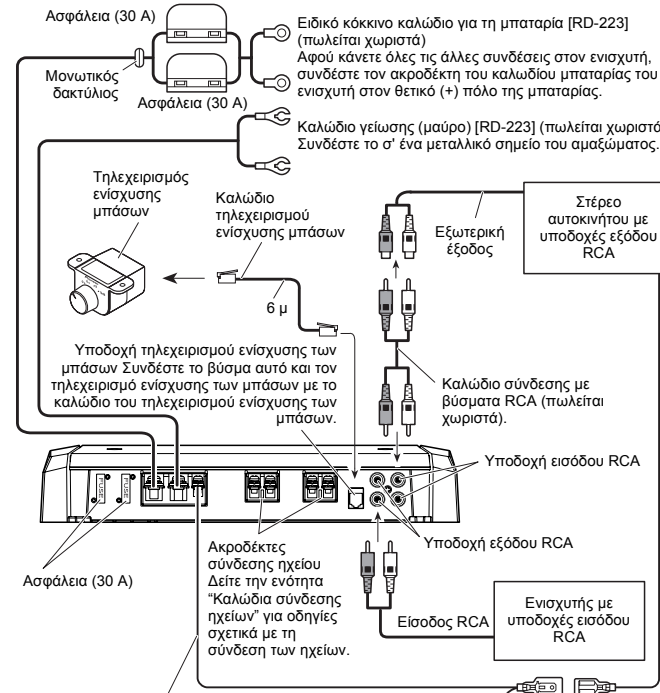 Ασφάλεια (30 A)
Ειδικό κόκκινο καλώδιο για τη μπαταρία [RD-223]
(πωλείται χωριστά)
Αφού κάνετε όλες τις άλλες συνδέσεις στον ενισχυτή,
συνδέστε τον ακροδέκτη του καλωδίου μπαταρίας του
ενισχυτή στον θετικό (+) πόλο της μπαταρίας.
Μονωτικός
δακτύλιος
Ασφάλεια (30 A)
Καλώδιο γείωσης (μαύρο) [RD-223] (πωλείται χωριστά
Συνδέστε το σ' ένα μεταλλικό σημείο του αμαξώματος.
Τηλεχειρισμός
ενίσχυσης
μπάσων
Καλώδιο
τηλεχειρισμού
ενίσχυσης μπάσων
6 μ
Εξωτερική
έξοδος
Στέρεο
αυτοκινήτου με
υποδοχές εξόδου
RCA
Υποδοχή τηλεχειρισμού ενίσχυσης των
μπάσων Συνδέστε το βύσμα αυτό και τον
τηλεχειρισμό ενίσχυσης των μπάσων με το
καλώδιο του τηλεχειρισμού ενίσχυσης των
μπάσων.
Καλώδιο σύνδεσης με
βύσματα RCA (πωλείται
χωριστά).
Υποδοχή εισόδου RCA
FUSE
FUSE
Υποδοχή εξόδου RCA
Ασφάλεια (30 A)
Ακροδέκτες
σύνδεσης ηχείου
Δείτε την ενότητα
“Καλώδια σύνδεσης
ηχείων” για οδηγίες
σχετικά με τη
σύνδεση των ηχείων.
Είσοδος RCA
Ενισχυτής με
υποδοχές εισόδου
RCA